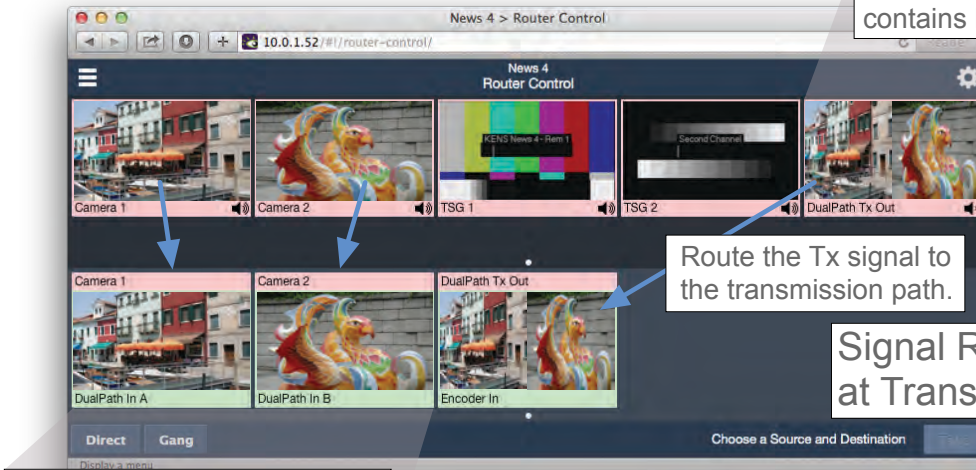 contains
News 4 > Router Control
10.0.1.52/#!/router-control/
News 4
Router Control
KENS News 4 - Rem 1
Second Channel
Camera 1
Camera 2
TSG 1
TSG 2
DualPath Tx Out
Route the Tx signal to
the transmission path.
Camera 1
Camera 2
DualPath Tx Out
DualPath In A
DualPath In B
Encoder In
Signal R
at Trans
Direct
Gang
Choose a Source and Destination
Take
Display a menu